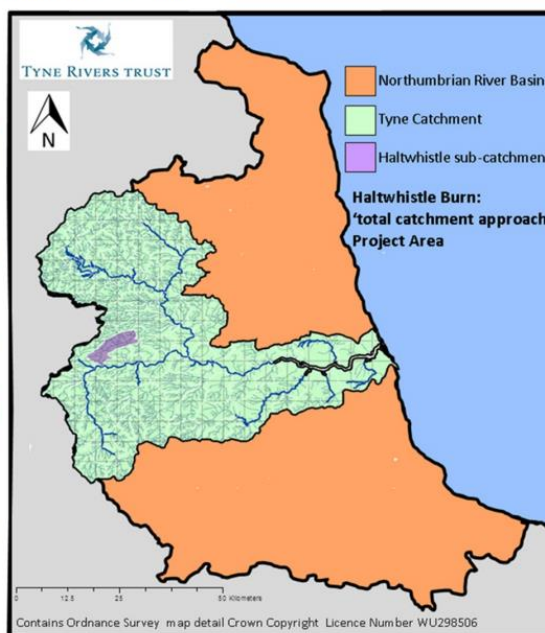 TYNE RIVERS TRUST
N
Northumbrian River Basin
Tyne Catchment
Haltwhistle sub-catchment
Haltwhistle Burn:
'total catchment approach
Project Area
0 12.5 25 50 Kilometers
Contains Ordnance Survey map detail Crown Copyright Licence Number WU298506